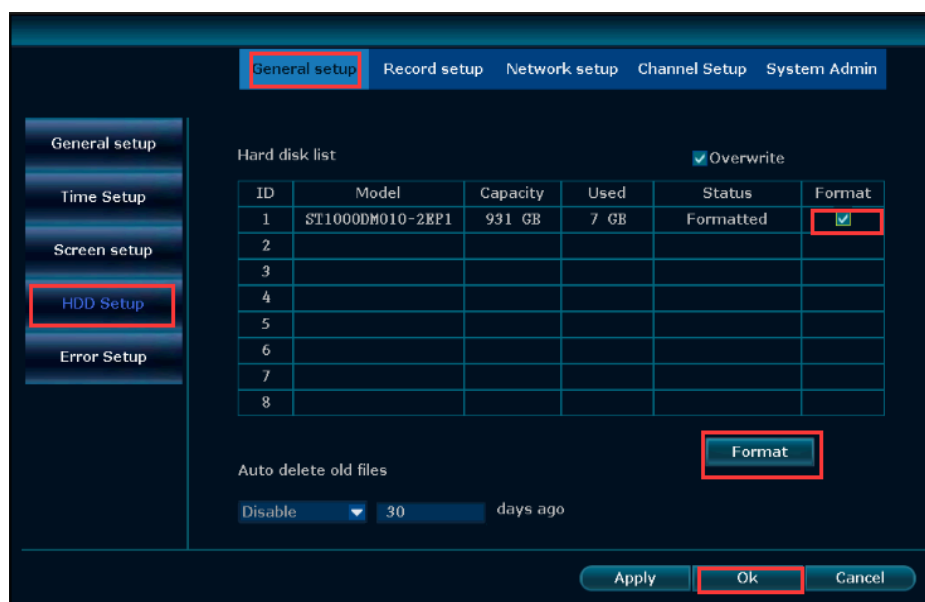 General setup Record setup Network setup Channel Setup System Admin
General setup
Time Setup
Screen setup
HDD Setup
Error Setup
Hard disk list Overwrite
ID Model Capacity Used Status Format
1 ST1000DM010-2EP1 931 GB 7 GB Formatted
2
3
4
5
6
7
8
Format
Auto delete old files
Disable 30 days ago
Apply Ok Cancel